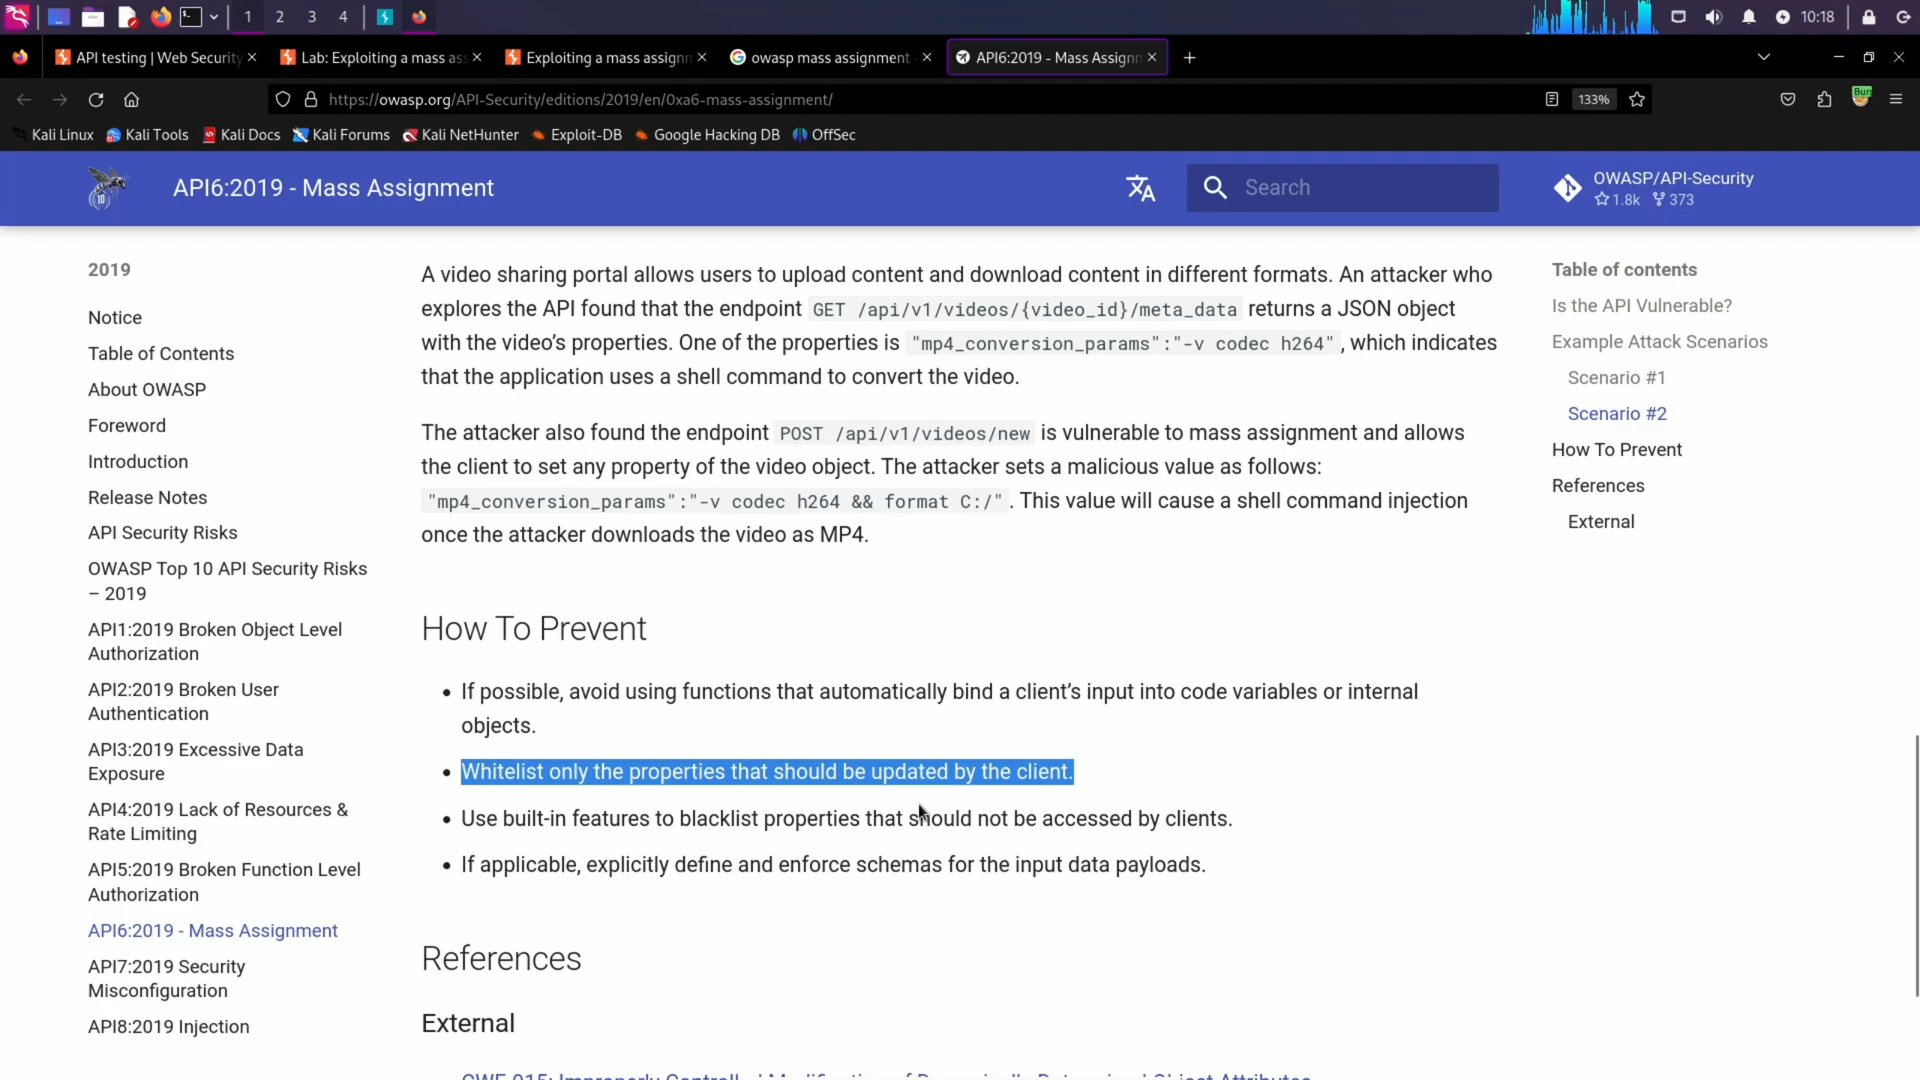 1 2 3 4 10:18
API testing | Web Security
Lab: Exploiting a mass ass
Exploiting a mass assignm
owasp mass assignment -
API6:2019 - Mass Assignm
https://owasp.org/API-Security/editions/2019/en/0xa6-mass-assignment/
133%
Kali Linux Kali Tools Kali Docs Kali Forums Kali NetHunter Exploit-DB Google Hacking DB OffSec
API6:2019 - Mass Assignment
Search
OWASP/API-Security
1.8k 373
2019
Notice
Table of Contents
About OWASP
Foreword
Introduction
Release Notes
API Security Risks
OWASP Top 10 API Security Risks
– 2019
API1:2019 Broken Object Level
Authorization
API2:2019 Broken User
Authentication
API3:2019 Excessive Data
Exposure
API4:2019 Lack of Resources &
Rate Limiting
API5:2019 Broken Function Level
Authorization
API6:2019 - Mass Assignment
API7:2019 Security
Misconfiguration
API8:2019 Injection
A video sharing portal allows users to upload content and download content in different formats. An attacker who
explores the API found that the endpoint GET /api/v1/videos/{video_id}/meta_data returns a JSON object
with the video’s properties. One of the properties is "mp4_conversion_params":"-v codec h264" , which indicates
that the application uses a shell command to convert the video.
The attacker also found the endpoint POST /api/v1/videos/new is vulnerable to mass assignment and allows
the client to set any property of the video object. The attacker sets a malicious value as follows:
"mp4_conversion_params":"-v codec h264 && format C:/" . This value will cause a shell command injection
once the attacker downloads the video as MP4.
How To Prevent
• If possible, avoid using functions that automatically bind a client’s input into code variables or internal
objects.
• Whitelist only the properties that should be updated by the client.
• Use built-in features to blacklist properties that should not be accessed by clients.
• If applicable, explicitly define and enforce schemas for the input data payloads.
References
External
Table of contents
Is the API Vulnerable?
Example Attack Scenarios
Scenario #1
Scenario #2
How To Prevent
References
External